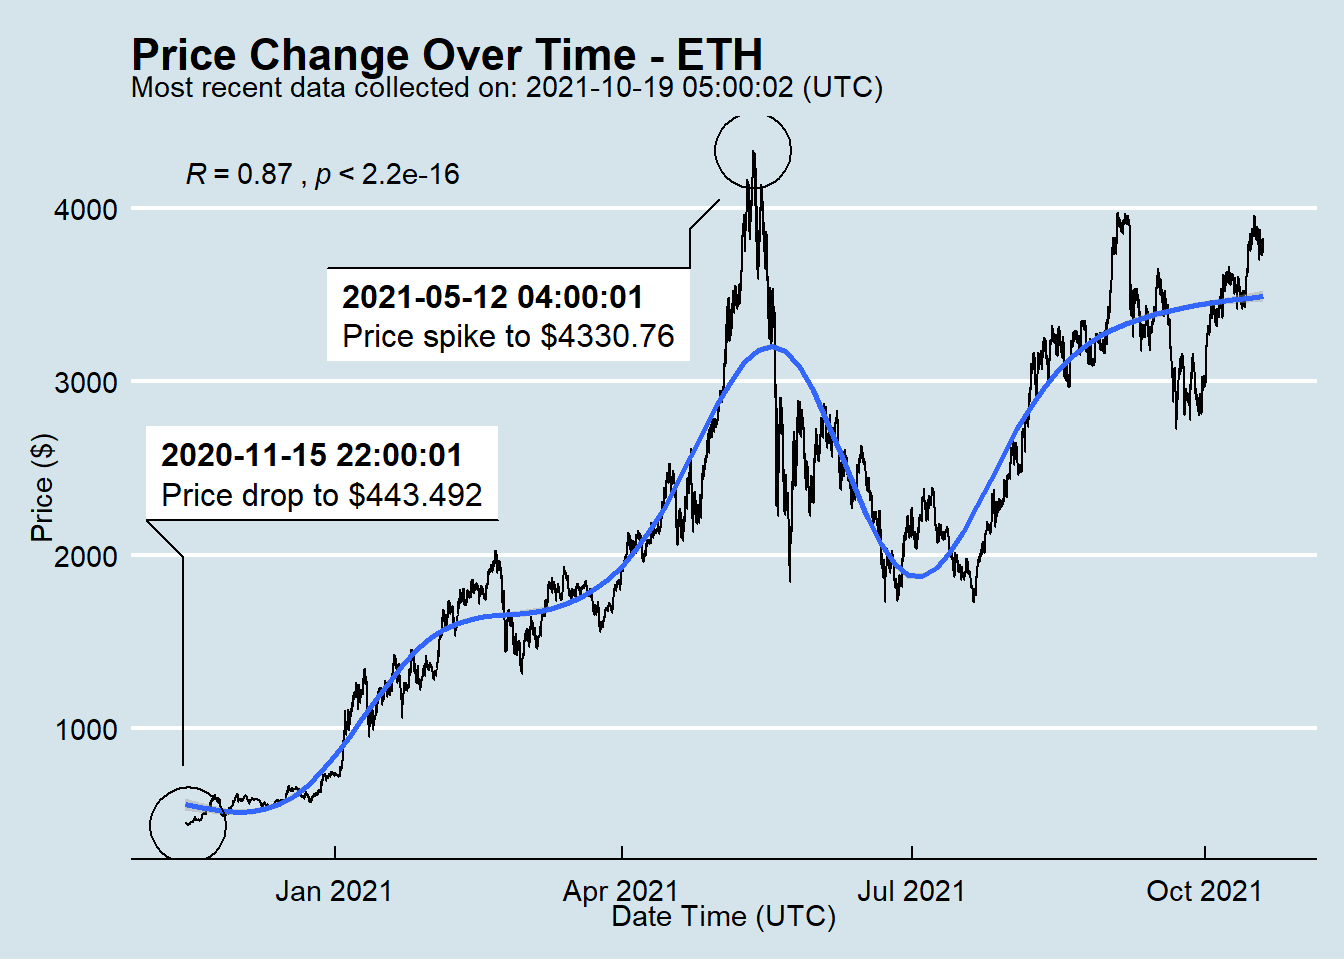 Price Change Over Time - ETH
Most recent data collected on: 2021-10-19 05:00:02 (UTC)
R = 0.87 , p < 2.2e-16
4000
2021-05-12 04:00:01
Price spike to $4330.76
3000
2020-11-15 22:00:01
Price drop to $443.492
Price ($)
2000
1000
Jan 2021 Apr 2021 Jul 2021 Oct 2021
Date Time (UTC)